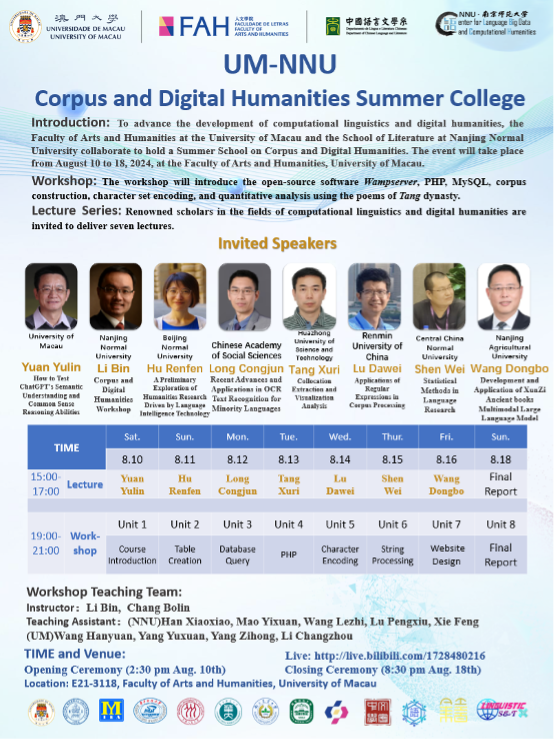 澳門大學
UNIVERSIDADE DE MACAU
UNIVERSITY OF MACAU
FAH
人文學院
FACULDADE DE LETRAS
FACULTY OF
ARTS AND HUMANITIES
中國語言文學系
Department of Chinese Language and Literature
NNU · 南京师范大学
Center for Language Big Data
and Computational Humanities
UM-NNU
Corpus and Digital Humanities Summer College
Introduction: To advance the development of computational linguistics and digital humanities, the
Faculty of Arts and Humanities at the University of Macau and the School of Literature at Nanjing Normal
University collaborate to hold a Summer School on Corpus and Digital Humanities. The event will take place
from August 10 to 18, 2024, at the Faculty of Arts and Humanities, University of Macau.
Workshop: The workshop will introduce the open-source software Wampserver, PHP, MySQL, corpus
construction, character set encoding, and quantitative analysis using the poems of Tang dynasty.
Lecture Series: Renowned scholars in the fields of computational linguistics and digital humanities are
invited to deliver seven lectures.
Invited Speakers
University of
Macau
Yuan Yulin
How to Test
ChatGPT's Semantic
Understanding and
Common Sense
Reasoning Abilities
Nanjing
Normal
University
Li Bin
Corpus and
Digital
Humanities
Workshop
Beijing
Normal
University
Hu Renfen
A Preliminary
Exploration of
Humanities Research
Driven by Language
Intelligence Technology
Chinese Academy
of Social Sciences
Long Congjun
Recent Advances and
Applications in OCR
Text Recognition for
Minority Languages
Huazhong
University of
Science and
Technology
Tang Xuri
Collocation
Extraction and
Visualization
Analysis
Renmin
University of
China
Lu Dawei
Applications of
Regular
Expressions in
Corpus Processing
Central China
Normal
University
Shen Wei
Statistical
Methods in
Language
Research
Nanjing
Agricultural
University
Wang Dongbo
Development and
Application of XunZi
Ancient books
Multimodal Large
Language Model
TIME
Sat. Sun. Mon. Tue. Wed. Thur. Fri. Sun.
8.10 8.11 8.12 8.13 8.14 8.15 8.16 8.18
15:00-
17:00
Lecture
Yuan
Yulin
Hu
Renfen
Long
Congjun
Tang
Xuri
Lu
Dawei
Shen
Wei
Wang
Dongbo
Final
Report
19:00-
21:00
Work-
shop
Unit 1 Unit 2 Unit 3 Unit 4 Unit 5 Unit 6 Unit 7 Unit 8
Course
Introduction
Table
Creation
Database
Query
PHP
Character
Encoding
String
Processing
Website
Design
Final
Report
Workshop Teaching Team:
Instructor: Li Bin, Chang Bolin
Teaching Assistant: (NNU)Han Xiaoxiao, Mao Yixuan, Wang Lezhi, Lu Pengxiu, Xie Feng
(UM)Wang Hanyuan, Yang Yuxuan, Yang Zihong, Li Changzhou
TIME and Venue:
Live: http://live.bilibili.com/1728480216
Opening Ceremony (2:30 pm Aug. 10th)
Closing Ceremony (8:30 pm Aug. 18th)
Location: E21-3118, Faculty of Arts and Humanities, University of Macau
LINGUISTIC